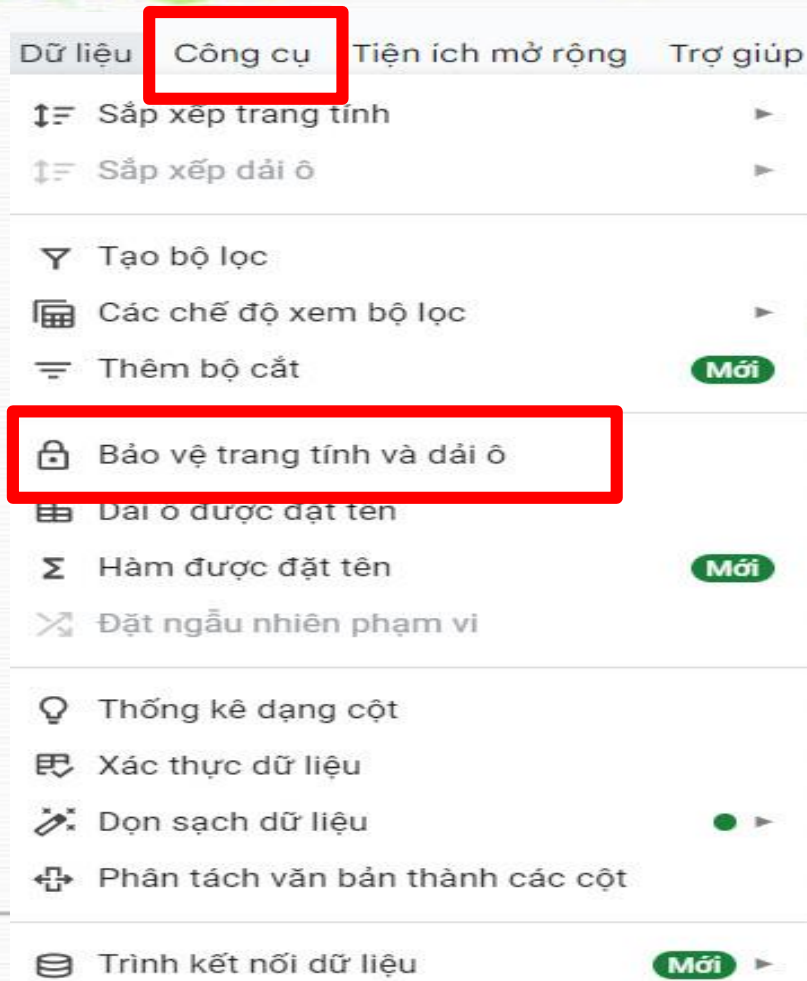 Dữ liệu Công cụ Tiện ích mở rộng Trợ giúp
Sắp xếp trang tính
Sắp xếp dải ô
Tạo bộ lọc
Các chế độ xem bộ lọc
Thêm bộ cắt Mới
Bảo vệ trang tính và dải ô
Dải ô được đặt tên
Hàm được đặt tên Mới
Đặt ngẫu nhiên phạm vi
Thống kê dạng cột
Xác thực dữ liệu
Dọn sạch dữ liệu
Phân tách văn bản thành các cột
Trình kết nối dữ liệu Mới